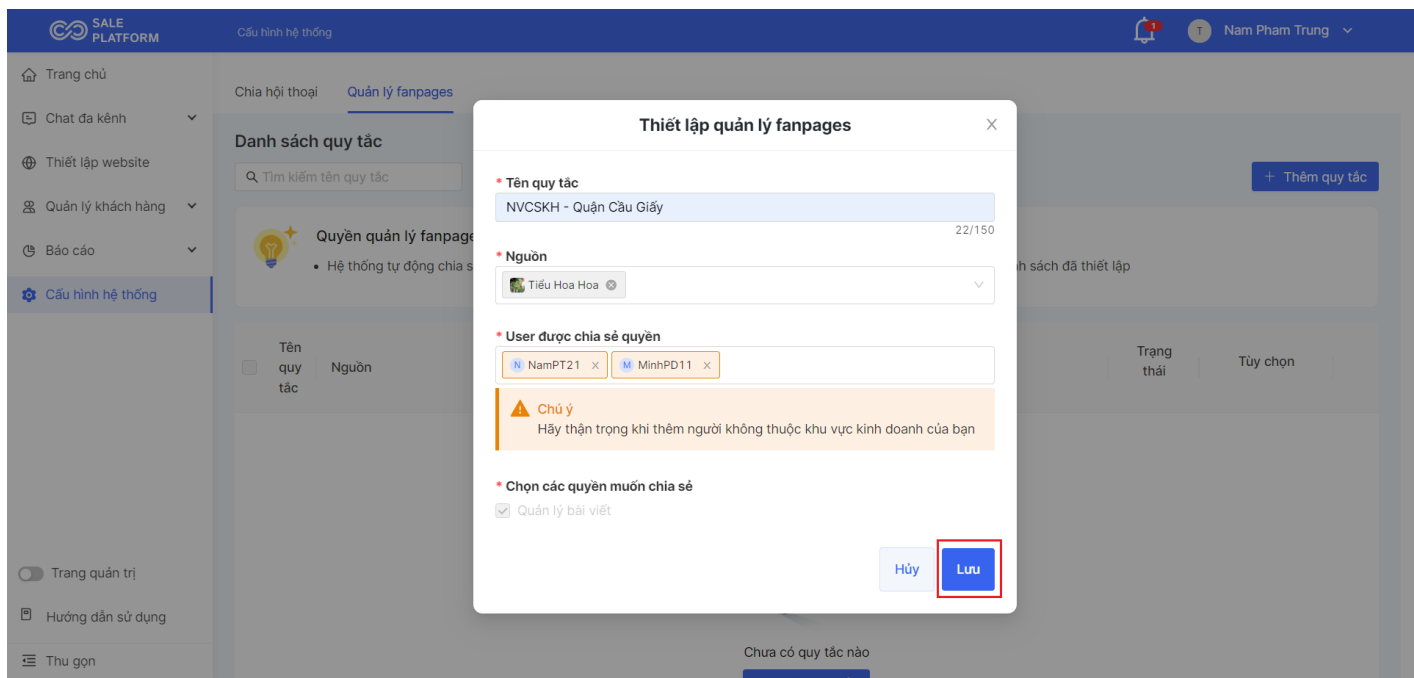 SALE
PLATFORM
Cấu hình hệ thống
1
T
Nam Pham Trung
Trang chủ
Chat đa kênh
Thiết lập website
Quản lý khách hàng
Báo cáo
Cấu hình hệ thống
Trang quản trị
Hướng dẫn sử dụng
Thu gọn
Chia hội thoại
Quản lý fanpages
Danh sách quy tắc
Tìm kiếm tên quy tắc
+ Thêm quy tắc
Quyền quản lý fanpage
• Hệ thống tự động chia s
h sách đã thiết lập
Tên
quy
tắc
Nguồn
Trạng
thái
Tùy chọn
Chưa có quy tắc nào
Thiết lập quản lý fanpages
* Tên quy tắc
NVCSKH - Quận Cầu Giấy
22/150
* Nguồn
Tiểu Hoa Hoa
* User được chia sẻ quyền
N NamPT21 ×
M MinhPD11 ×
Chú ý
Hãy thận trọng khi thêm người không thuộc khu vực kinh doanh của bạn
* Chọn các quyền muốn chia sẻ
Quản lý bài viết
Hủy
Lưu